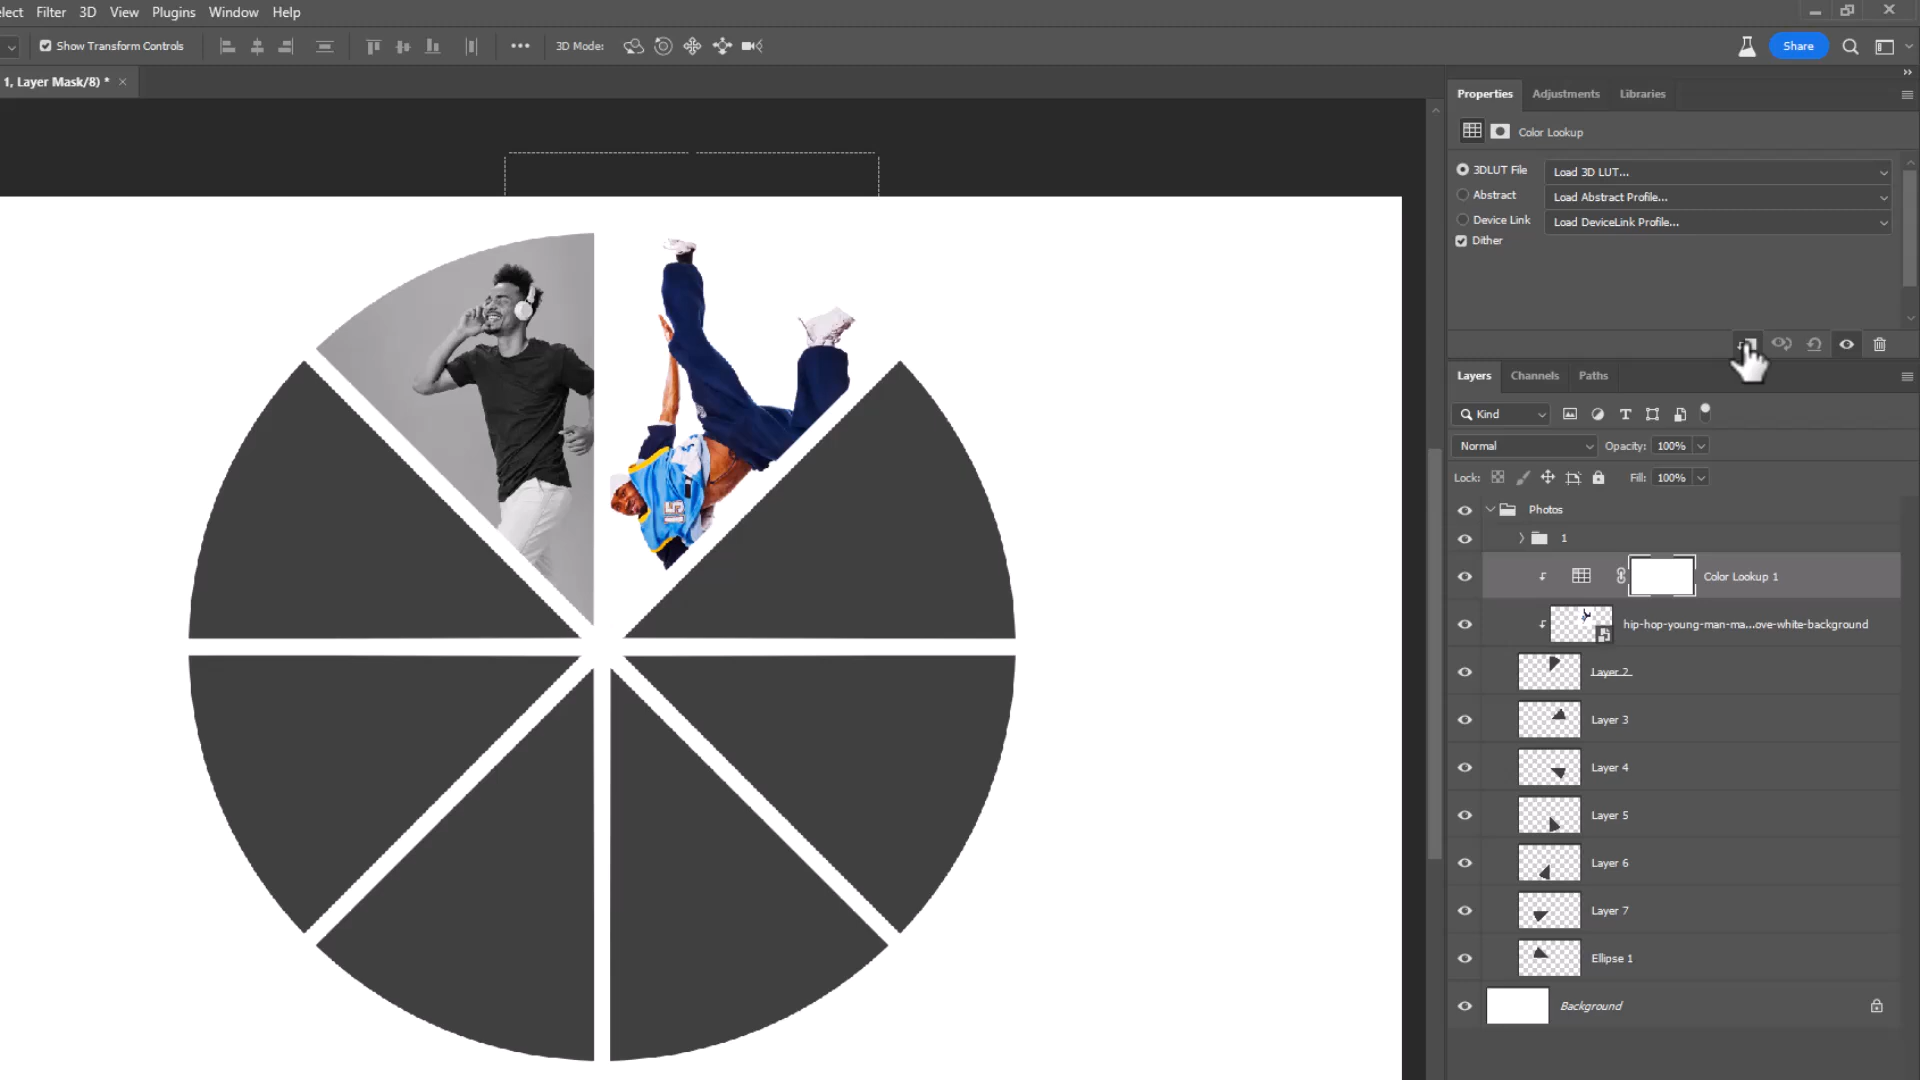 elect Filter 3D View Plugins Window Help
Show Transform Controls 3D Mode: Share
1, Layer Mask/8) *
Properties Adjustments Libraries
Color Lookup
3DLUT File Load 3D LUT...
Abstract Load Abstract Profile...
Device Link Load DeviceLink Profile...
Dither
Layers Channels Paths
Kind
Normal Opacity: 100%
Lock: Fill: 100%
Photos
1
Color Lookup 1
hip-hop-young-man-ma...ove-white-background
Layer 2
Layer 3
Layer 4
Layer 5
Layer 6
Layer 7
Ellipse 1
Background